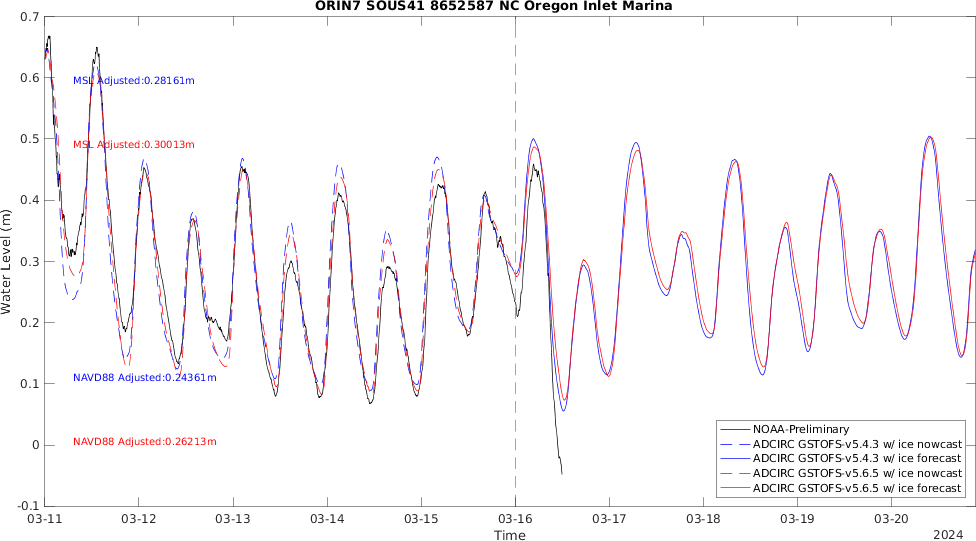 ORIN7 SOUS41 8652587 NC Oregon Inlet Marina
0.7
0.6
0.5
0.4
0.3
0.2
0.1
0
-0.1
Water Level (m)
MSL Adjusted:0.28161m
MSL Adjusted:0.30013m
NAVD88 Adjusted:0.24361m
NAVD88 Adjusted:0.26213m
NOAA-Preliminary
ADCIRC GSTOFS-v5.4.3 w/ ice nowcast
ADCIRC GSTOFS-v5.4.3 w/ ice forecast
ADCIRC GSTOFS-v5.6.5 w/ ice nowcast
ADCIRC GSTOFS-v5.6.5 w/ ice forecast
03-11 03-12 03-13 03-14 03-15 03-16 03-17 03-18 03-19 03-20
Time
2024